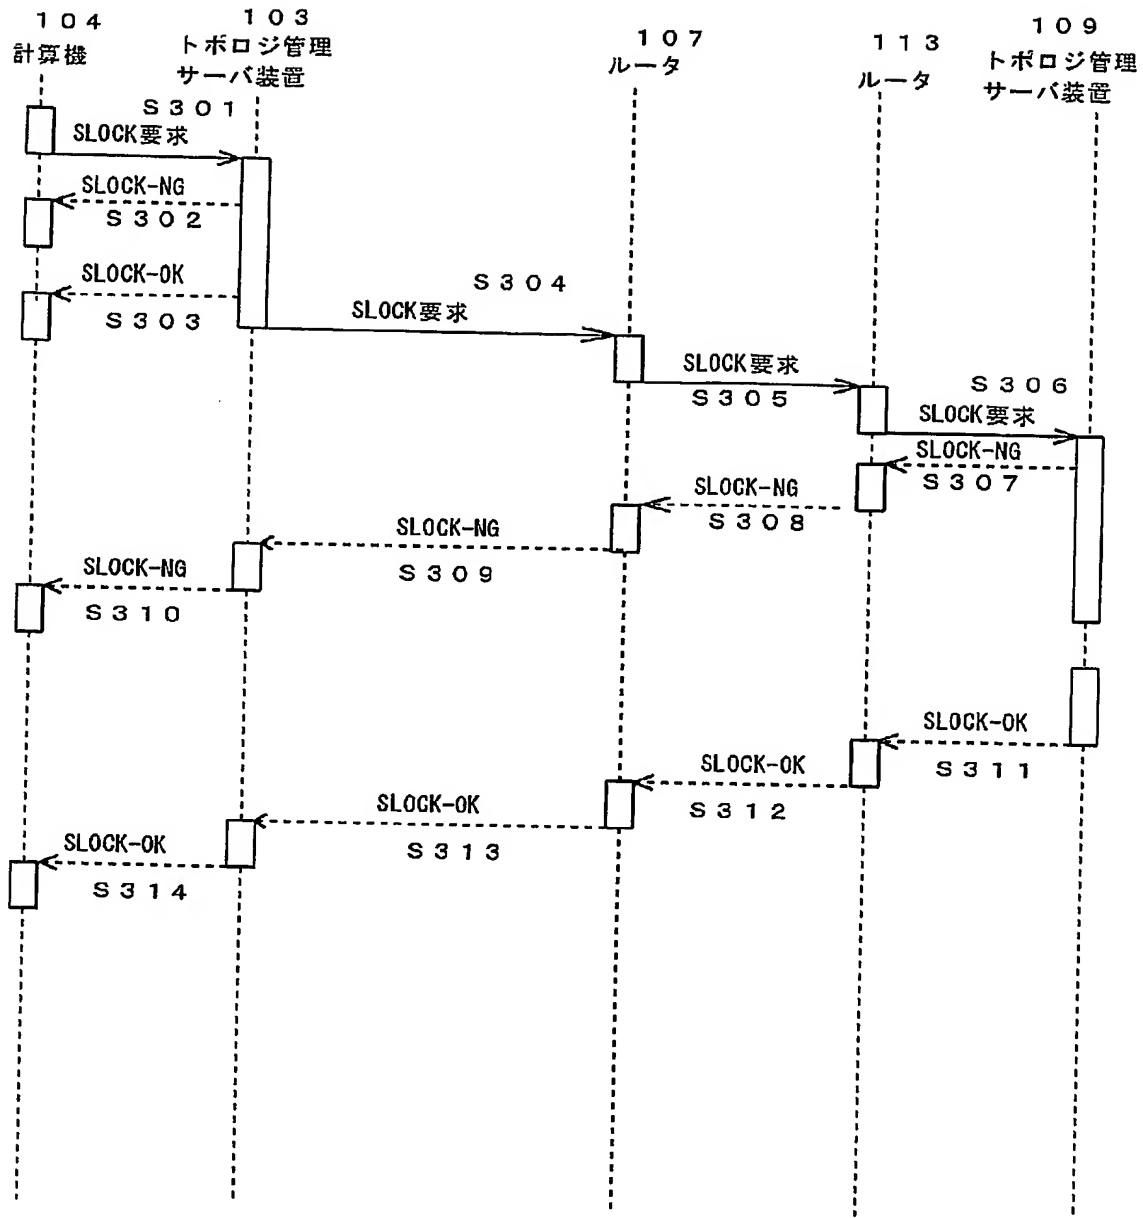 １０４
計算機
１０３
トポロジ管理
サーバ装置
１０７
ルータ
１１３
ルータ
１０９
トポロジ管理
サーバ装置
Ｓ３０１
SLOCK要求
SLOCK-NG
Ｓ３０２
SLOCK-OK
Ｓ３０３
Ｓ３０４
SLOCK要求
SLOCK要求
Ｓ３０５
Ｓ３０６
SLOCK要求
SLOCK-NG
Ｓ３０７
SLOCK-NG
Ｓ３０８
SLOCK-NG
Ｓ３０９
SLOCK-NG
Ｓ３１０
SLOCK-OK
Ｓ３１１
SLOCK-OK
Ｓ３１２
SLOCK-OK
Ｓ３１３
SLOCK-OK
Ｓ３１４